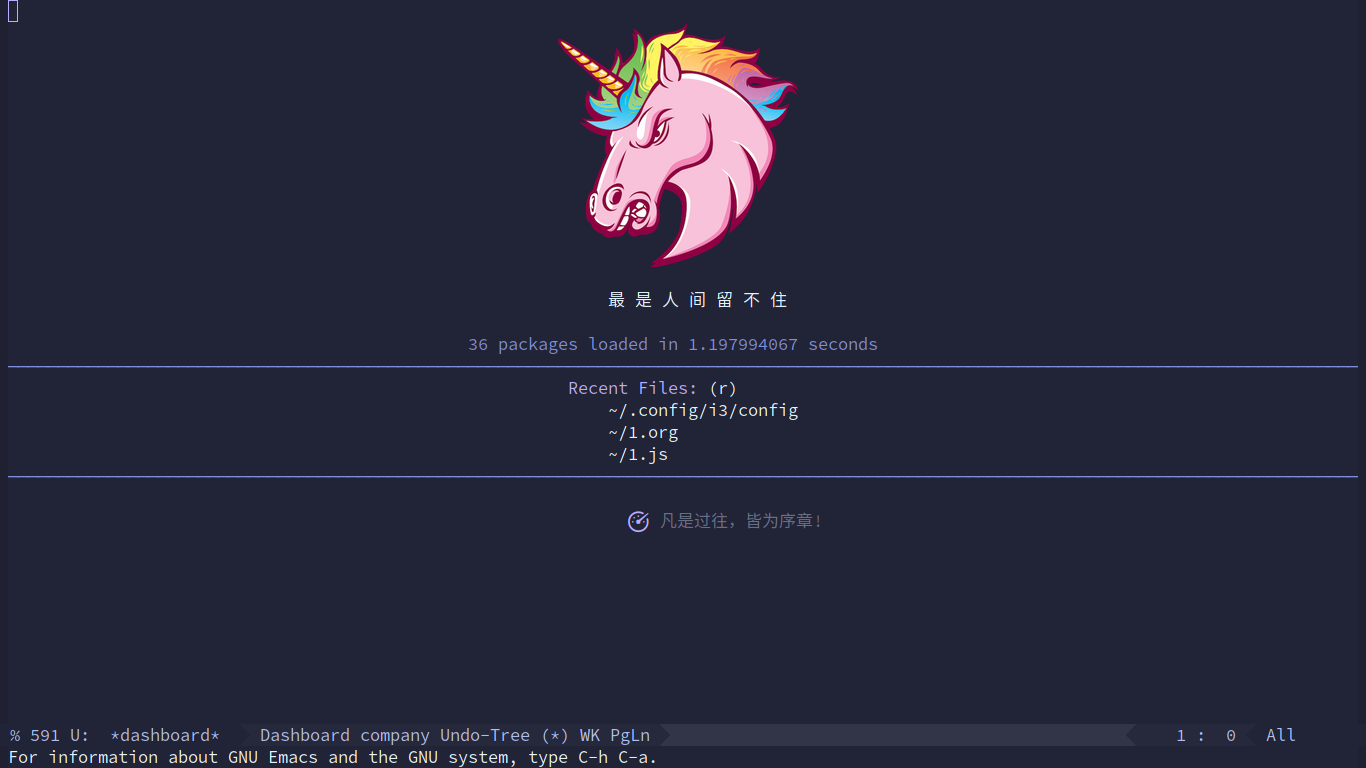 最 是 人 间 留 不 住
36 packages loaded in 1.197994067 seconds
Recent Files: (r)
~/.config/i3/config
~/1.org
~/1.js
凡是过往，皆为序章！
% 591 U:  *dashboard*  Dashboard company Undo-Tree (*) WK PgLn  1 :  0  All
For information about GNU Emacs and the GNU system, type C-h C-a.